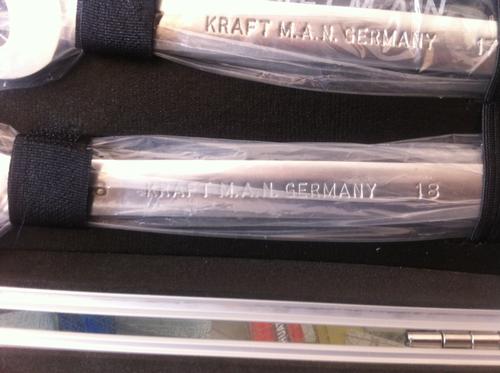 KRAFT M.A.N. GERMANY 17
KRAFT M.A.N. GERMANY 18